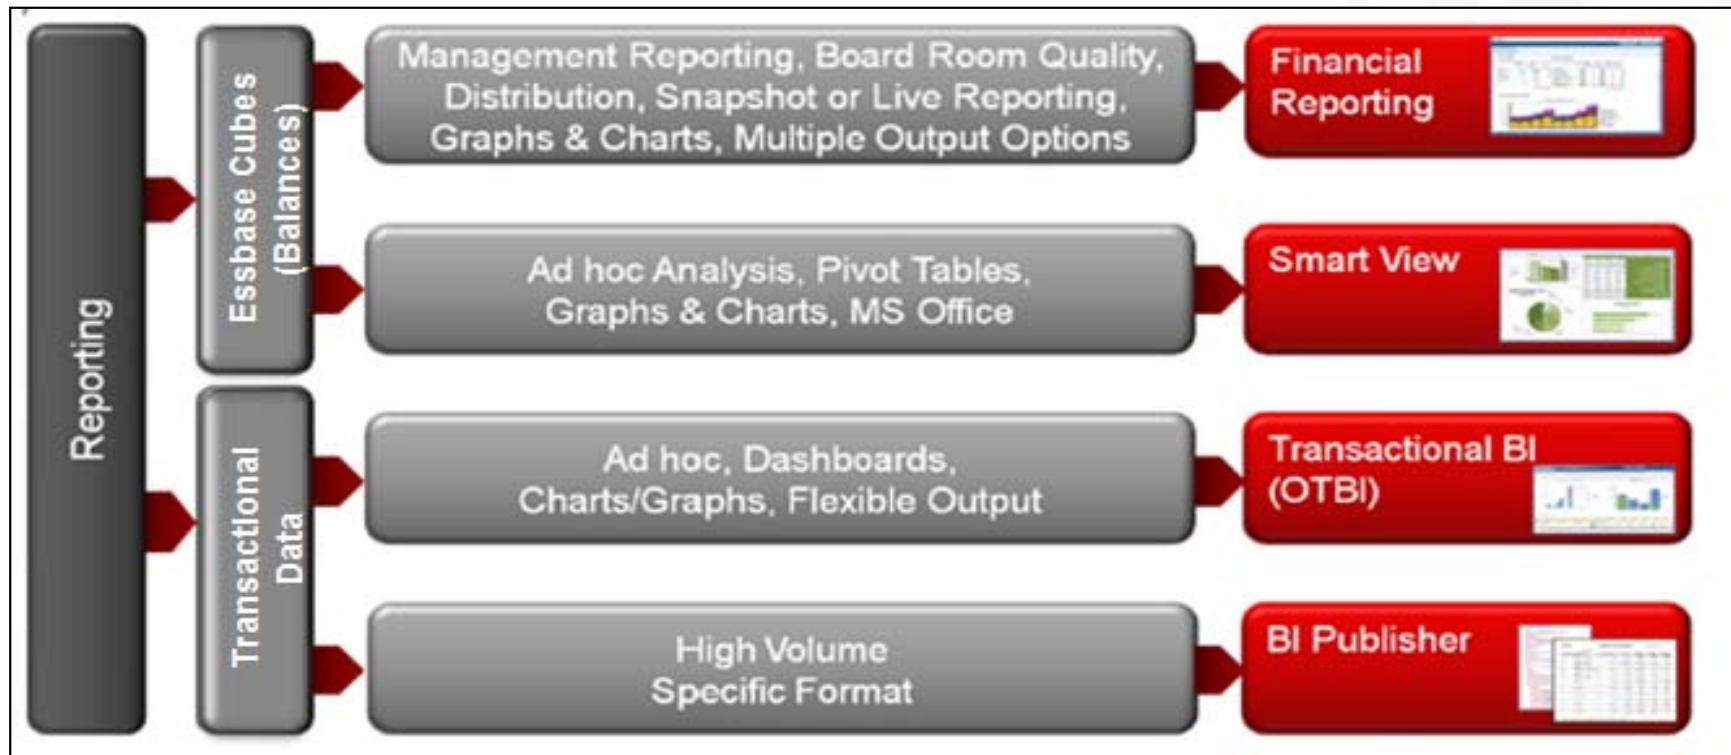 Reporting
Essbase Cubes
(Balances)
Management Reporting, Board Room Quality,
Distribution, Snapshot or Live Reporting,
Graphs & Charts, Multiple Output Options
Financial
Reporting
Ad hoc Analysis, Pivot Tables,
Graphs & Charts, MS Office
Smart View
Transactional
Data
Ad hoc, Dashboards,
Charts/Graphs, Flexible Output
Transactional BI
(OTBI)
High Volume
Specific Format
BI Publisher